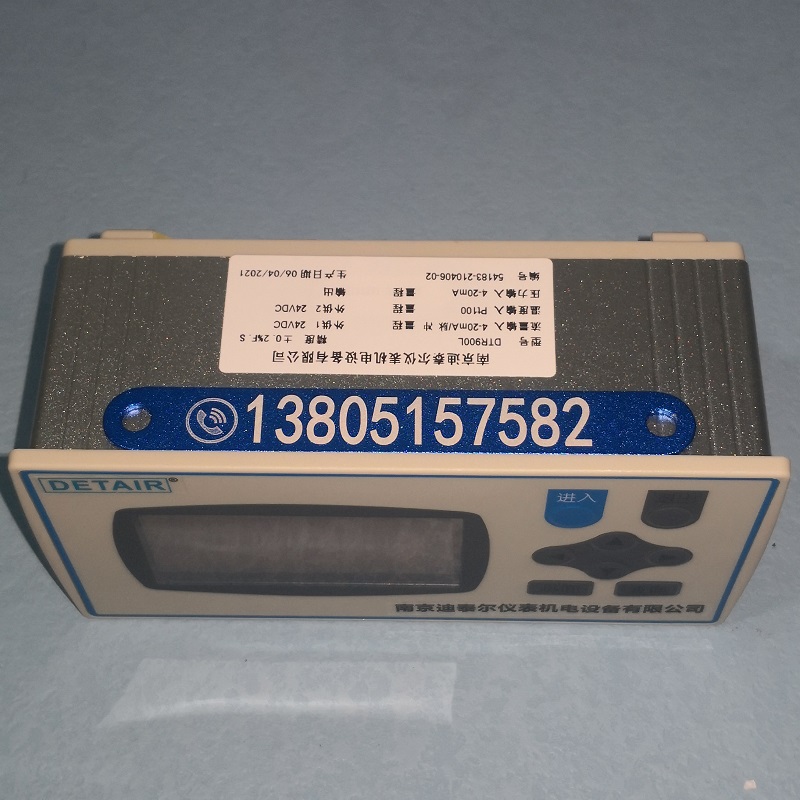 南京迪泰尔仪表机电设备有限公司
型号 DTR900L 精度 ±0.2%F.S
流量输入 4-20mA/脉冲 量程 外供1 24VDC
温度输入 Pt100 量程 外供2 24VDC
压力输入 4-20mA 量程 输出
编号 54183-210406-02 生产日期 06/04/2021
13805157582
DETAIR®
进入
南京迪泰尔仪表机电设备有限公司